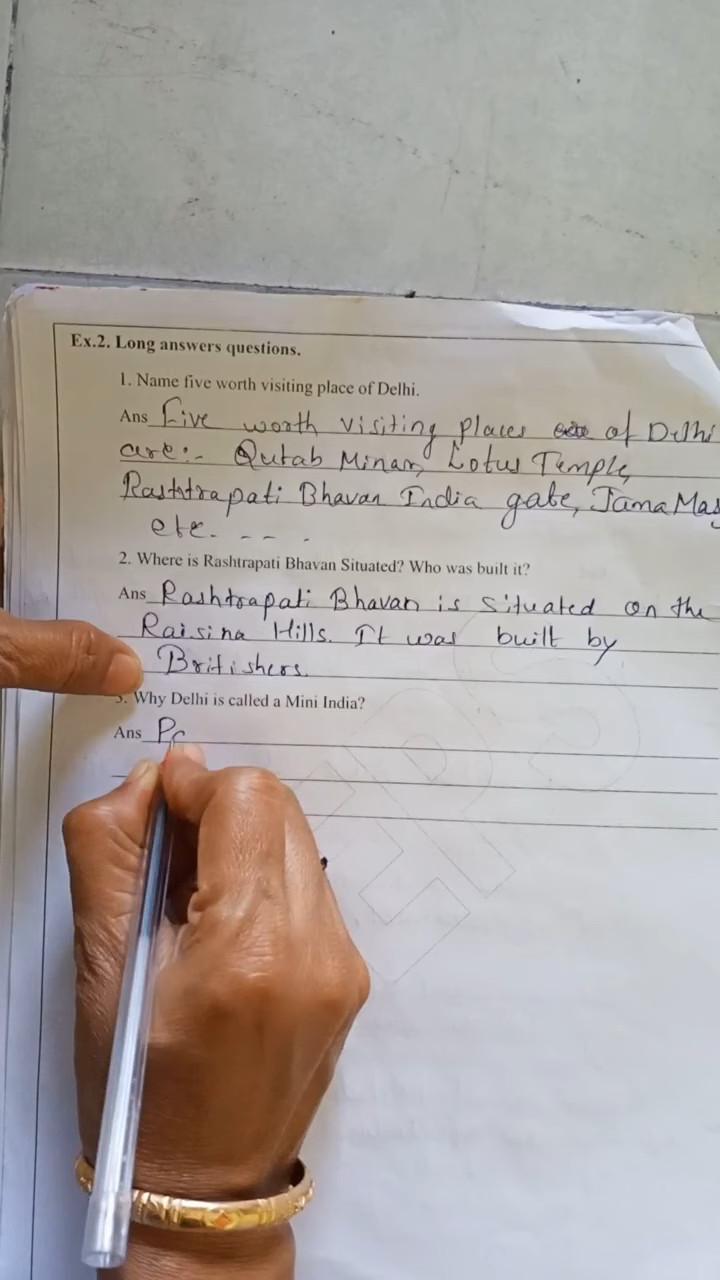 Ex.2. Long answers questions.
1. Name five worth visiting place of Delhi.
Ans Five worth visiting places of Delhi
are:- Qutab Minar, Lotus Temple,
Rashtrapati Bhavan India gate, Jama Mas
etc. -- -
2. Where is Rashtrapati Bhavan Situated? Who was built it?
Ans Rashtrapati Bhavan is situated on the
Raisina Hills. It was built by
Britishers.
3. Why Delhi is called a Mini India?
Ans Pe